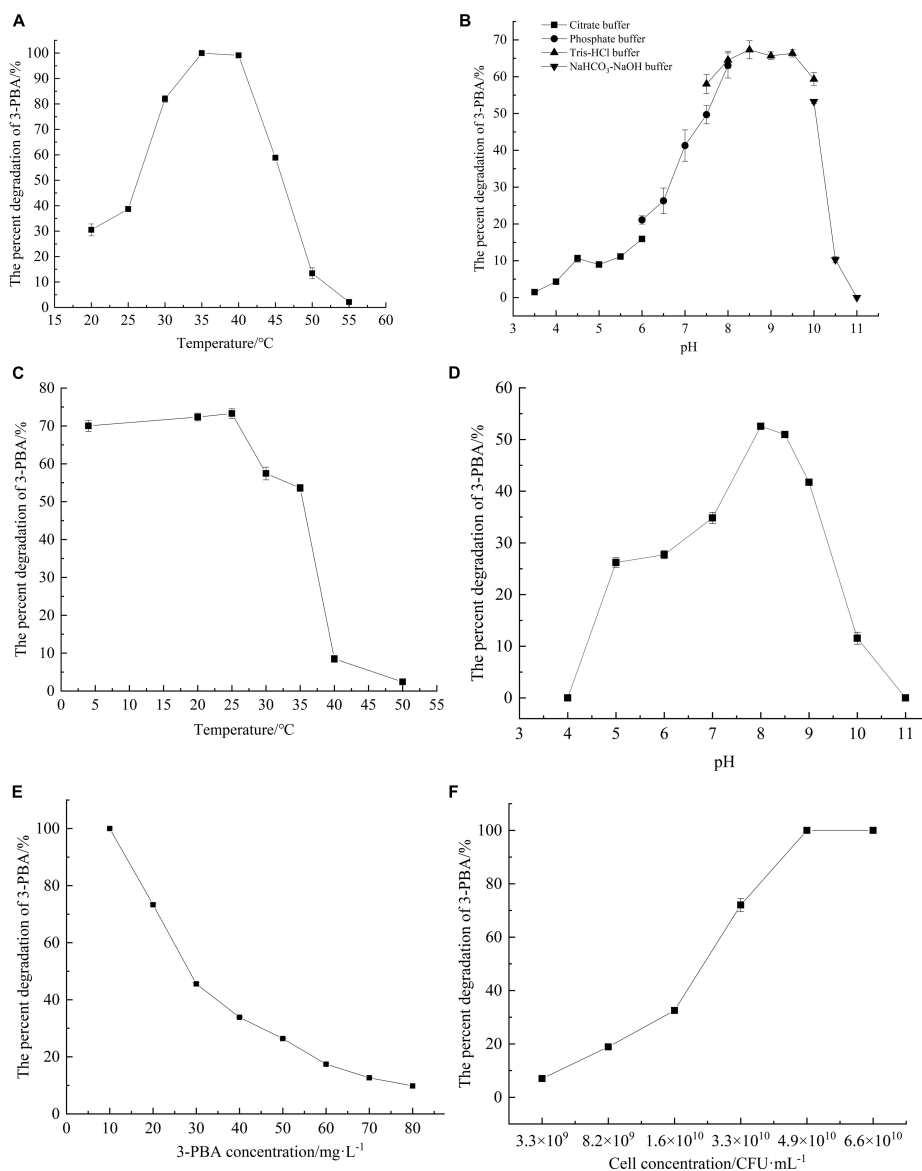 A
The percent degradation of 3-PBA/%
110
100
90
80
70
60
50
40
30
20
10
0
15 20 25 30 35 40 45 50 55 60
Temperature/°C
B
Citrate buffer
Phosphate buffer
Tris-HCl buffer
NaHCO3-NaOH buffer
The percent degradation of 3-PBA/%
70
60
50
40
30
20
10
0
3 4 5 6 7 8 9 10 11
pH
C
The percent degradation of 3-PBA/%
80
70
60
50
40
30
20
10
0
0 5 10 15 20 25 30 35 40 45 50 55
Temperature/°C
D
The percent degradation of 3-PBA/%
60
50
40
30
20
10
0
3 4 5 6 7 8 9 10 11
pH
E
The percent degradation of 3-PBA/%
100
80
60
40
20
0
0 10 20 30 40 50 60 70 80
3-PBA concentration/mg·L-1
F
The percent degradation of 3-PBA/%
100
80
60
40
20
0
3.3×10^9 8.2×10^9 1.6×10^10 3.3×10^10 4.9×10^10 6.6×10^10
Cell concentration/CFU·mL-1